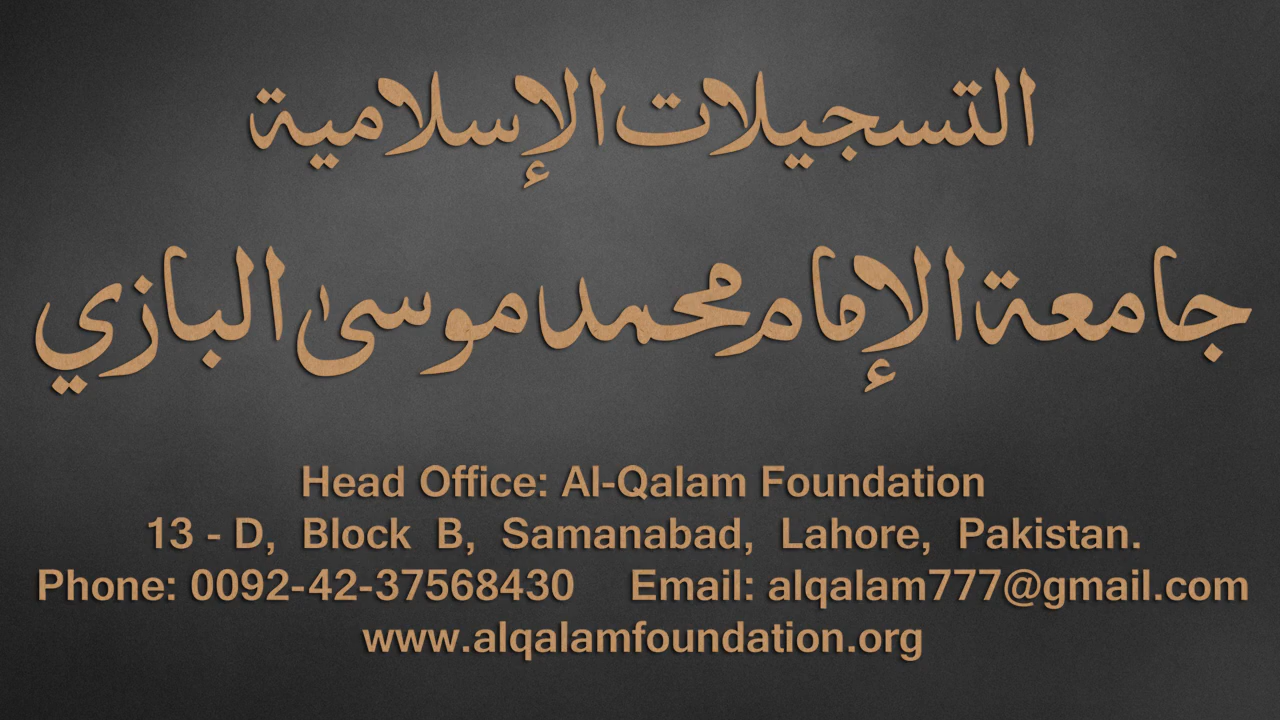 التسجيلات الإسلامية
جامعة الإمام محمد موسىٰ البازي
Head Office: Al-Qalam Foundation
13 - D, Block B, Samanabad, Lahore, Pakistan.
Phone: 0092-42-37568430 Email: alqalam777@gmail.com
www.alqalamfoundation.org